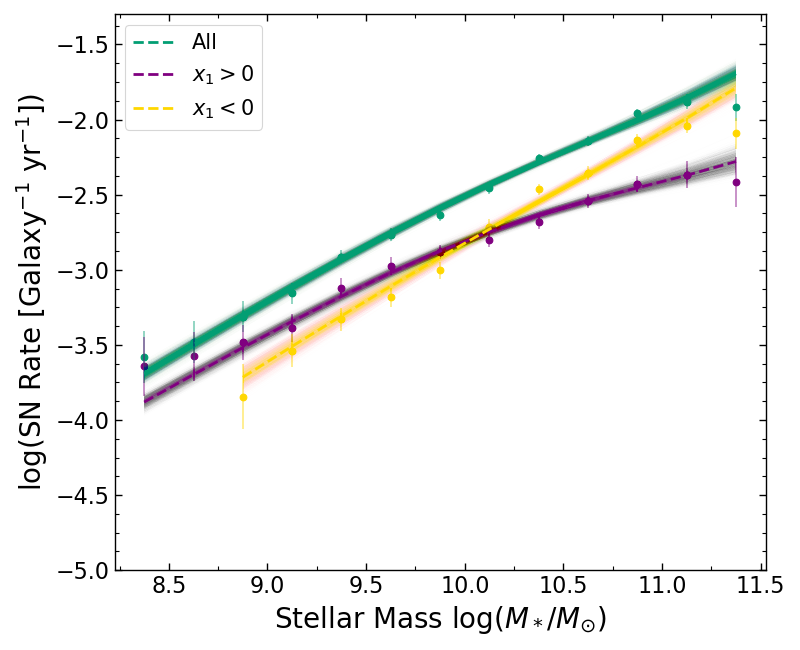 All
x₁ > 0
x₁ < 0
log(SN Rate [Galaxy⁻¹ yr⁻¹])
−1.5
−2.0
−2.5
−3.0
−3.5
−4.0
−4.5
−5.0
8.5 9.0 9.5 10.0 10.5 11.0 11.5
Stellar Mass log(M*/M⊙)